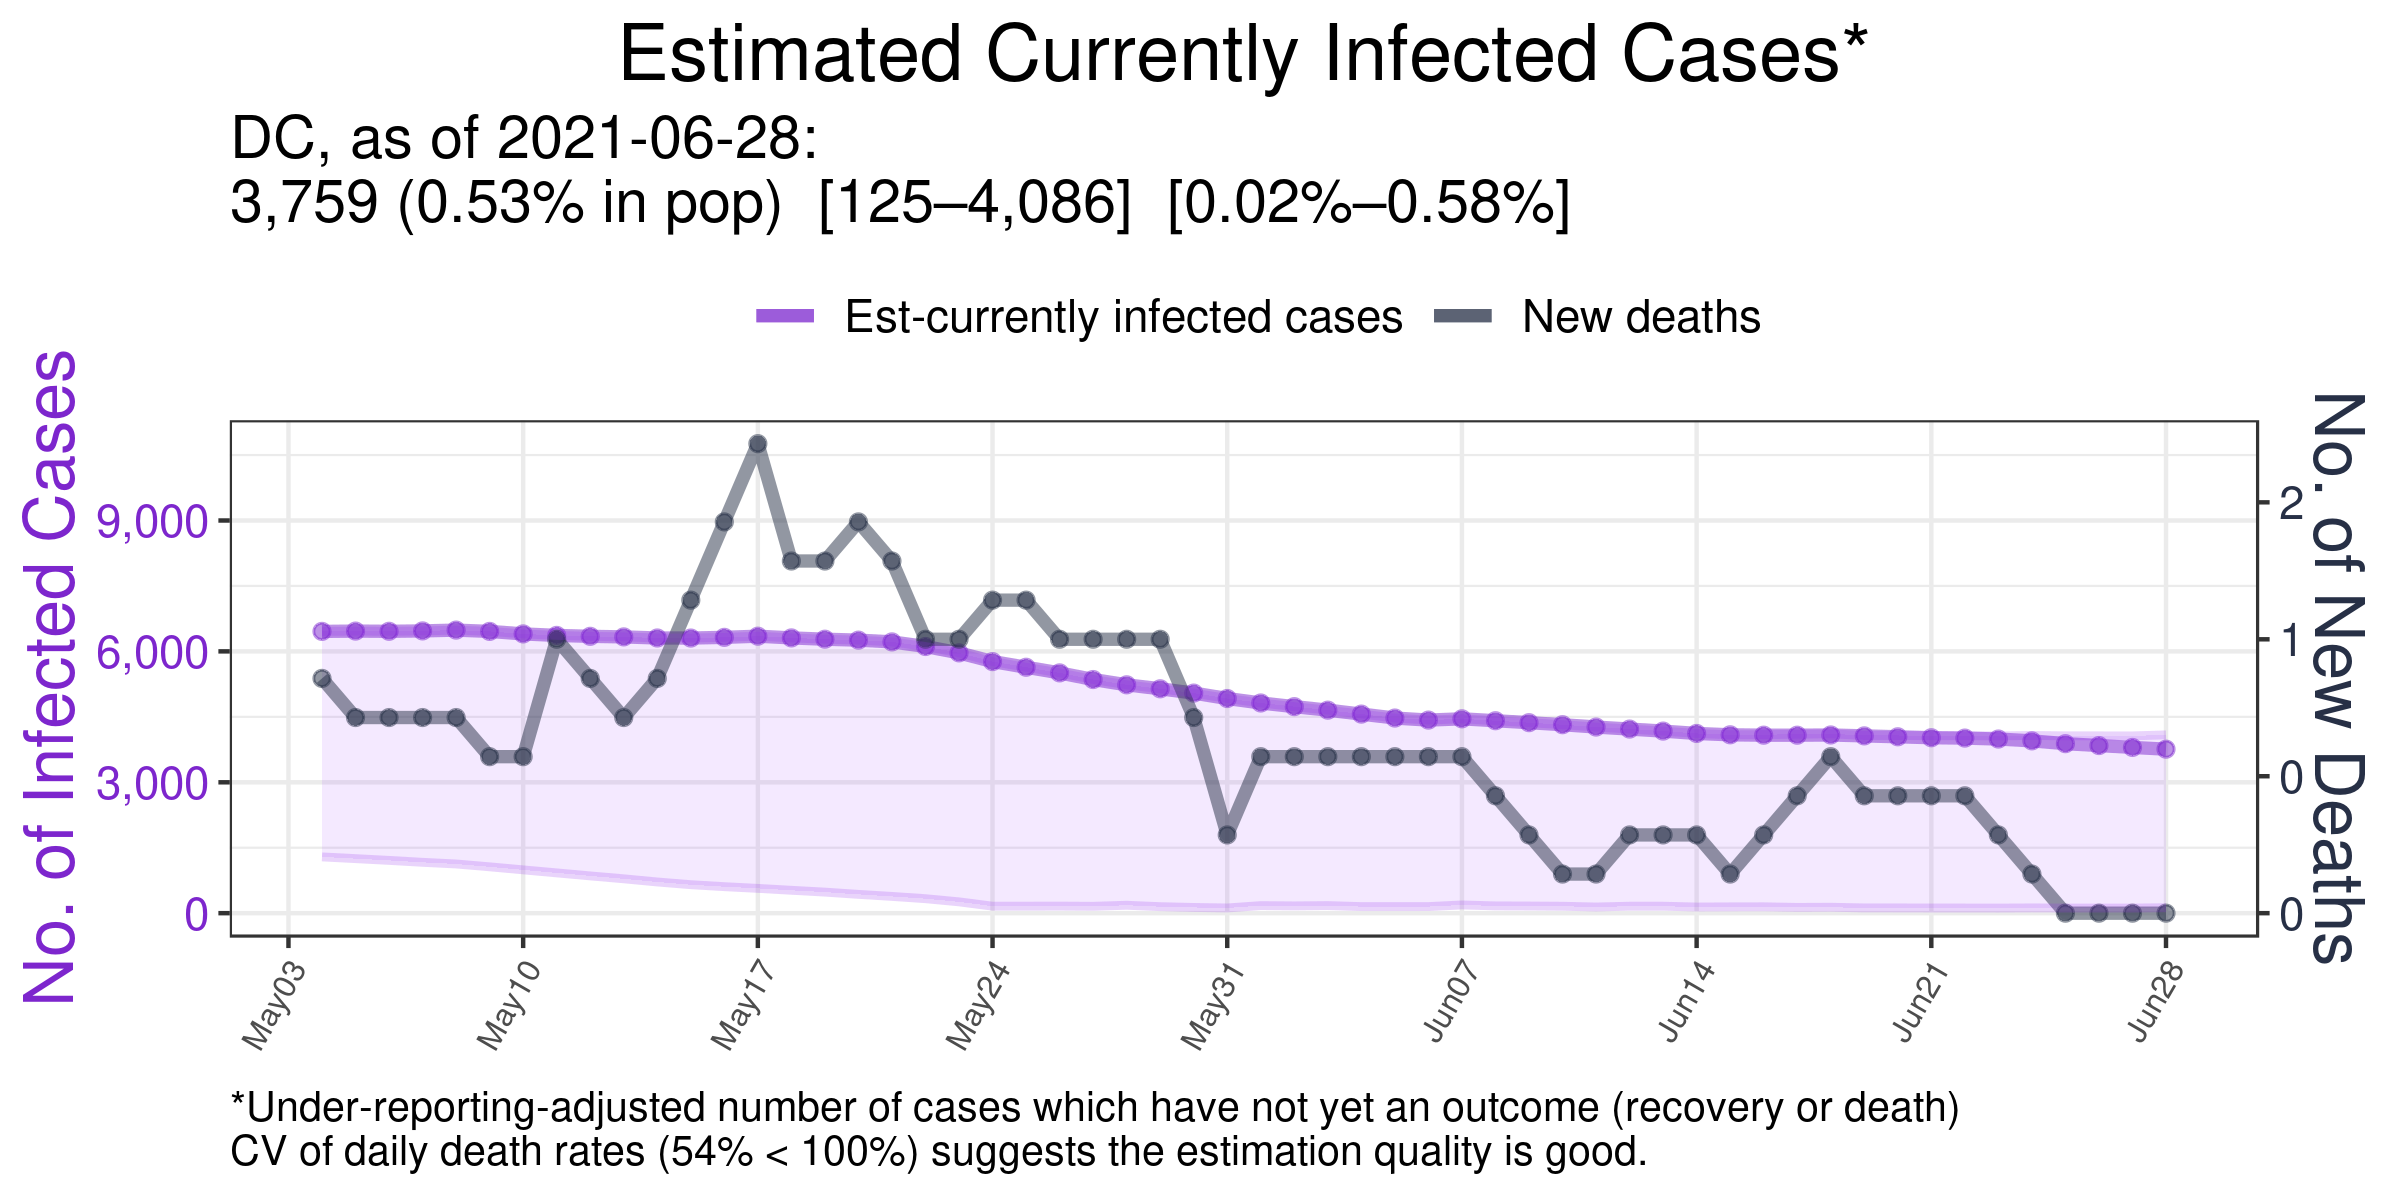 Estimated Currently Infected Cases*
DC, as of 2021-06-28:
3,759 (0.53% in pop)  [125–4,086]  [0.02%–0.58%]
Est-currently infected cases
New deaths
No. of Infected Cases
9,000
6,000
3,000
0
No. of New Deaths
2
1
0
0
May03
May10
May17
May24
May31
Jun07
Jun14
Jun21
Jun28
*Under-reporting-adjusted number of cases which have not yet an outcome (recovery or death)
CV of daily death rates (54% < 100%) suggests the estimation quality is good.